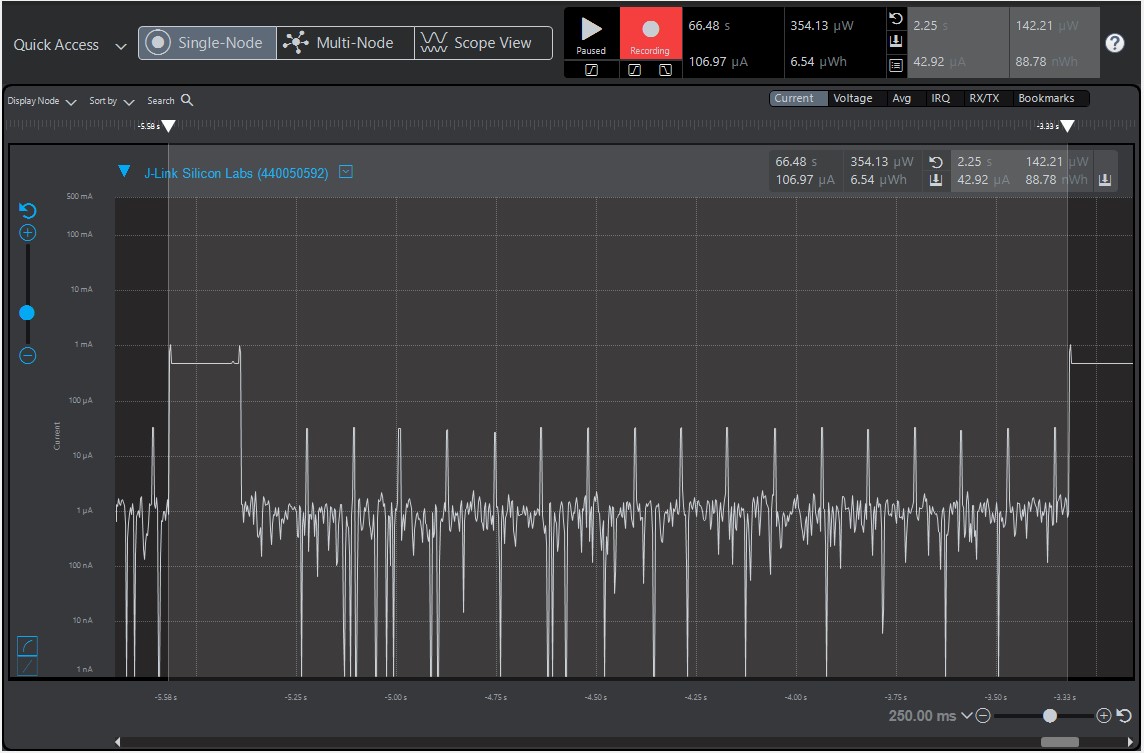 Quick Access
Single-Node
Multi-Node
Scope View
Paused
Recording
66.48 s
354.13 µW
106.97 µA
6.54 µWh
2.25 s
142.21 µW
42.92 µA
88.78 nWh
?
Display Node
Sort by
Search
Current
Voltage
Avg
IRQ
RX/TX
Bookmarks
-5.58 s
-3.33 s
J-Link Silicon Labs (440050592)
66.48 s
354.13 µW
2.25 s
142.21 µW
106.97 µA
6.54 µWh
42.92 µA
88.78 nWh
500 mA
100 mA
10 mA
1 mA
100 µA
10 µA
1 µA
100 nA
10 nA
1 nA
Current
-5.58 s
-5.25 s
-5.00 s
-4.75 s
-4.50 s
-4.25 s
-4.00 s
-3.75 s
-3.50 s
-3.33 s
250.00 ms